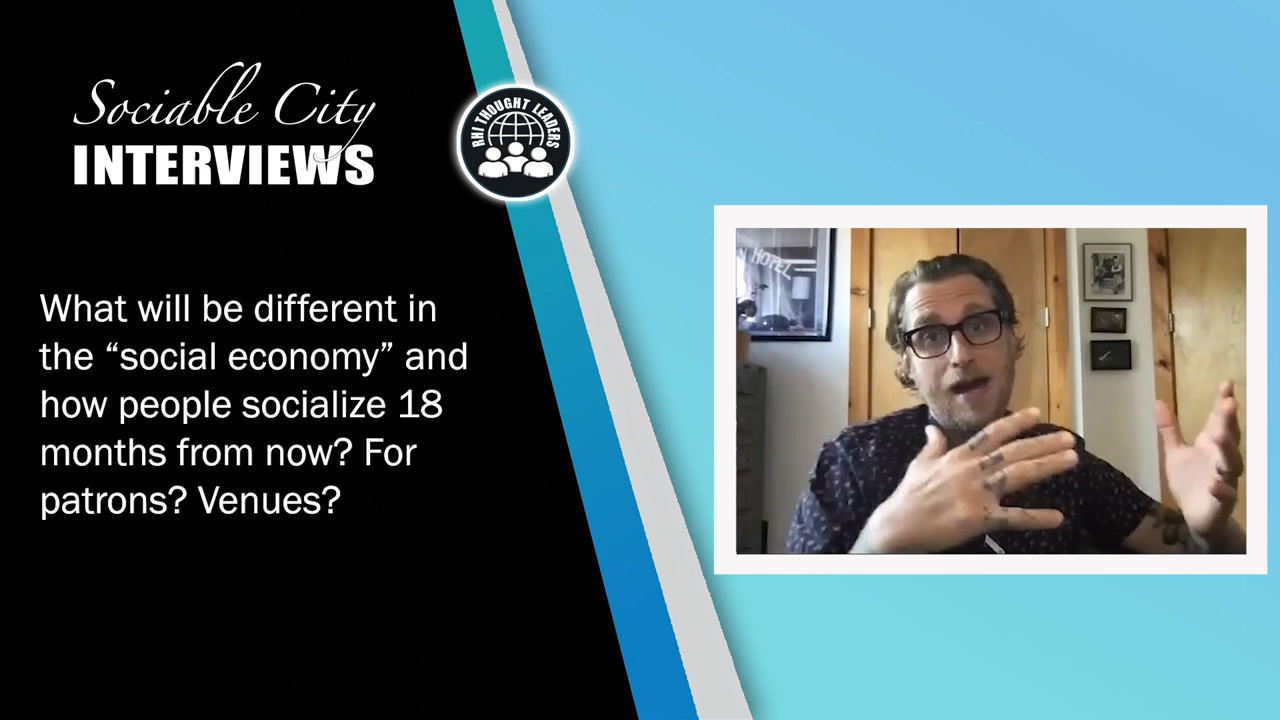 Sociable City
INTERVIEWS
RHI THOUGHT LEADERS
What will be different in
the “social economy” and
how people socialize 18
months from now? For
patrons? Venues?
N HOTEL